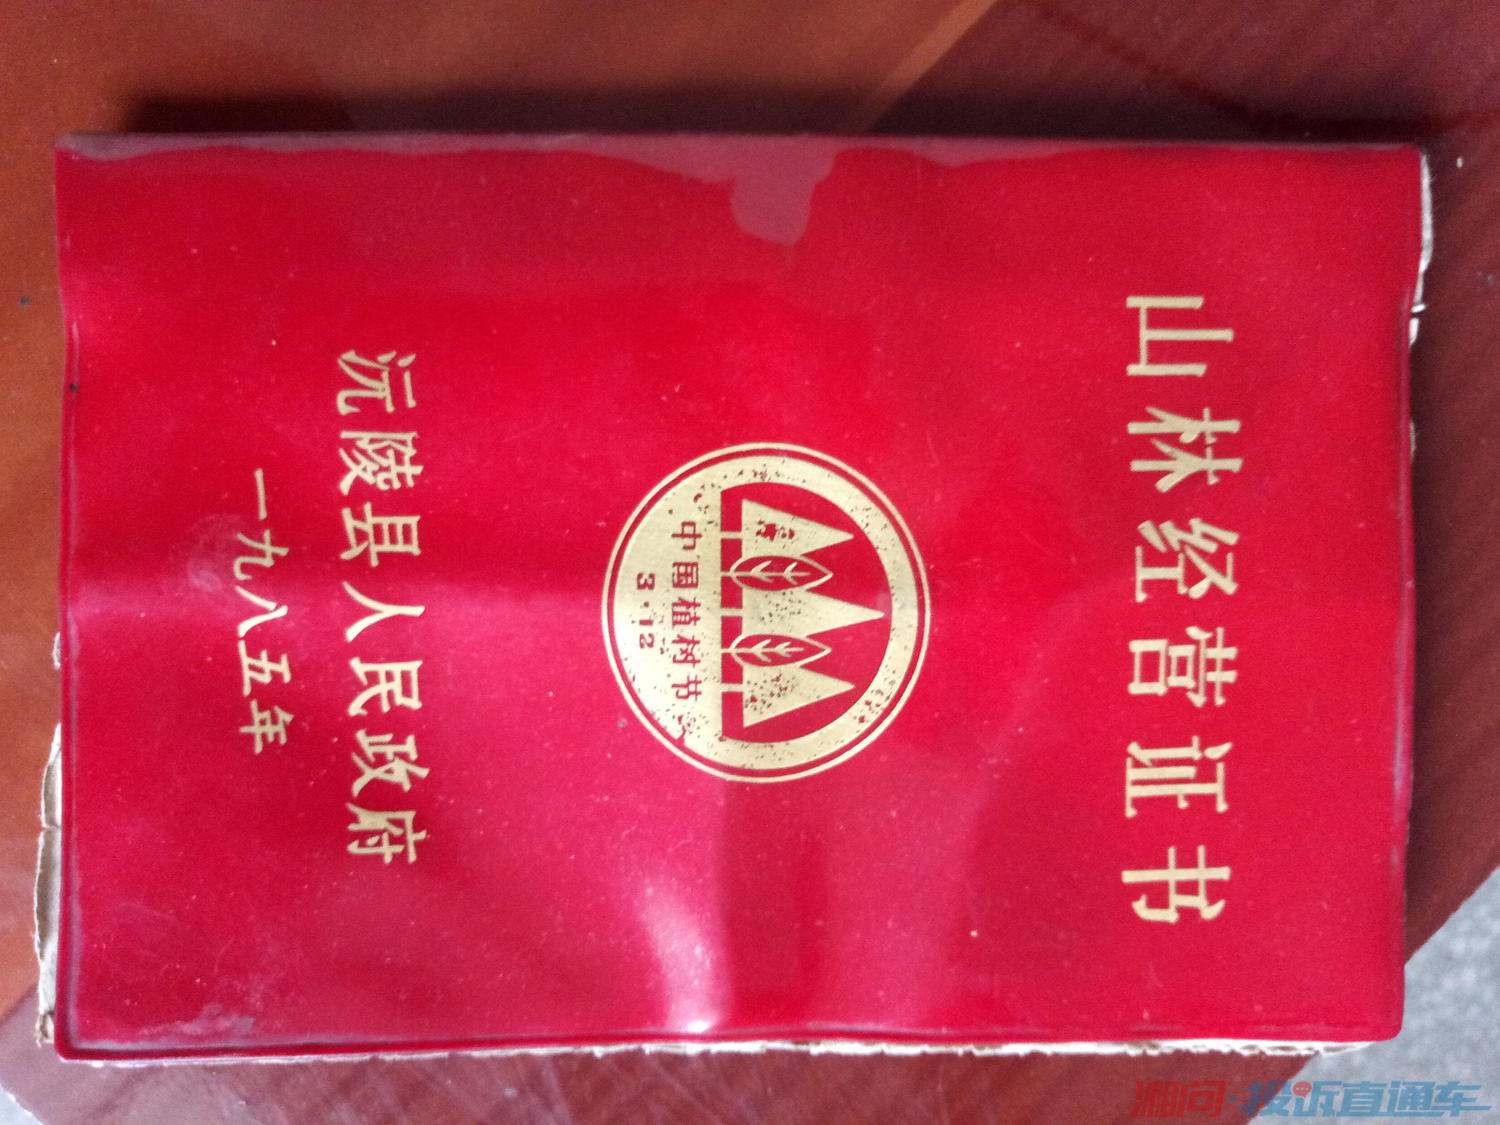 山林经营证书
中国植树节
3·12
沅陵县人民政府
一九八五年
湘问·投诉直通车